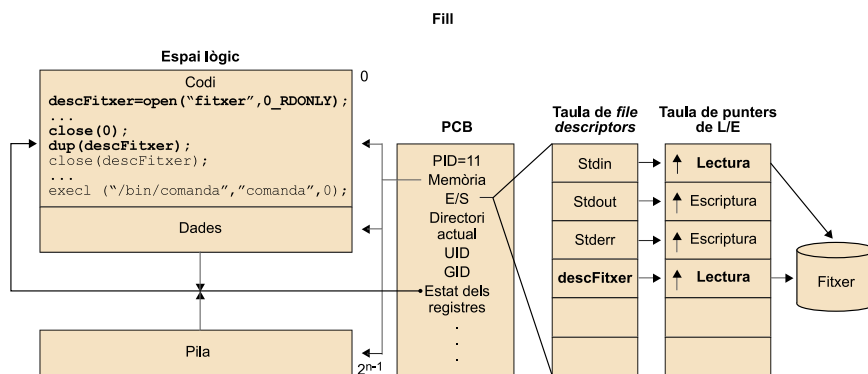 Fill
Espai lògic
Codi
0
descFitxer=open(“fitxer”,0_RDONLY);
...
close(0);
dup(descFitxer);
close(descFitxer);
...
execl (“/bin/comanda”,”comanda”,0);
Dades
Pila
2ⁿ⁻¹
PCB
PID=11
Memòria
E/S
Directori
actual
UID
GID
Estat dels
registres
.
.
.
Taula de file
descriptors
Stdin
Stdout
Stderr
descFitxer
Taula de punters
de L/E
Lectura
Escriptura
Escriptura
Lectura
Fitxer